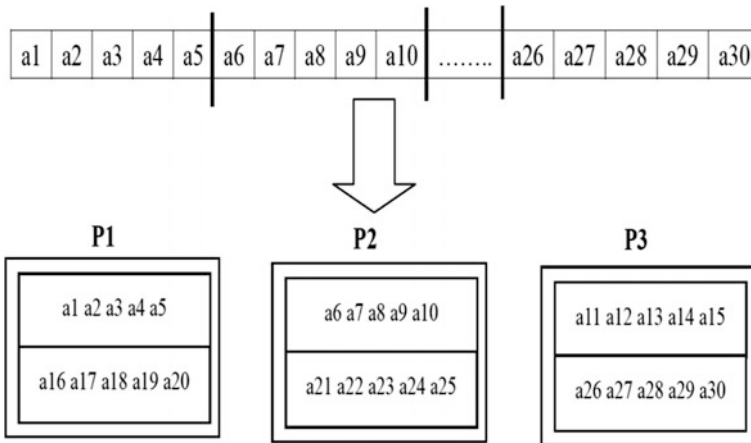 a1 a2 a3 a4 a5 a6 a7 a8 a9 a10 ........ a26 a27 a28 a29 a30
P1 P2 P3
a1 a2 a3 a4 a5
a16 a17 a18 a19 a20
a6 a7 a8 a9 a10
a21 a22 a23 a24 a25
a11 a12 a13 a14 a15
a26 a27 a28 a29 a30